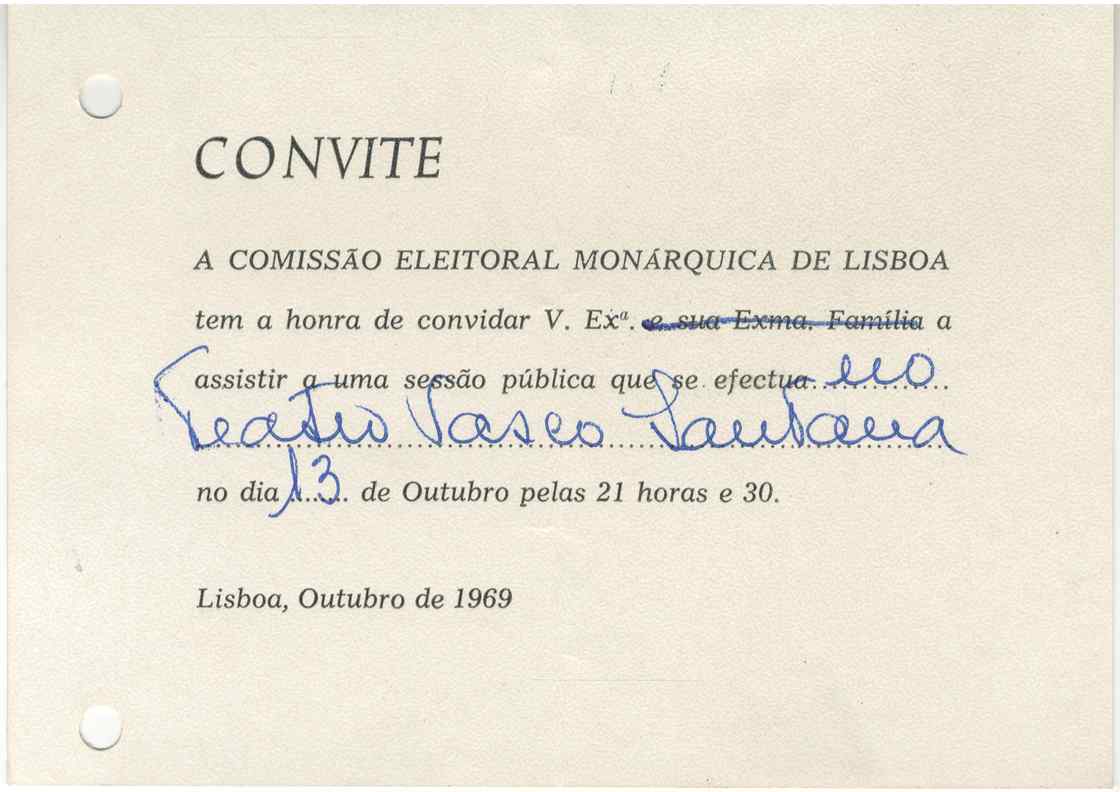 CONVITE
A COMISSÃO ELEITORAL MONÁRQUICA DE LISBOA
tem a honra de convidar V. Exª. e sua Exma. Família a
assistir a uma sessão pública que se efectua no
Teatro Vasco Santana
no dia 13 de Outubro pelas 21 horas e 30.
Lisboa, Outubro de 1969